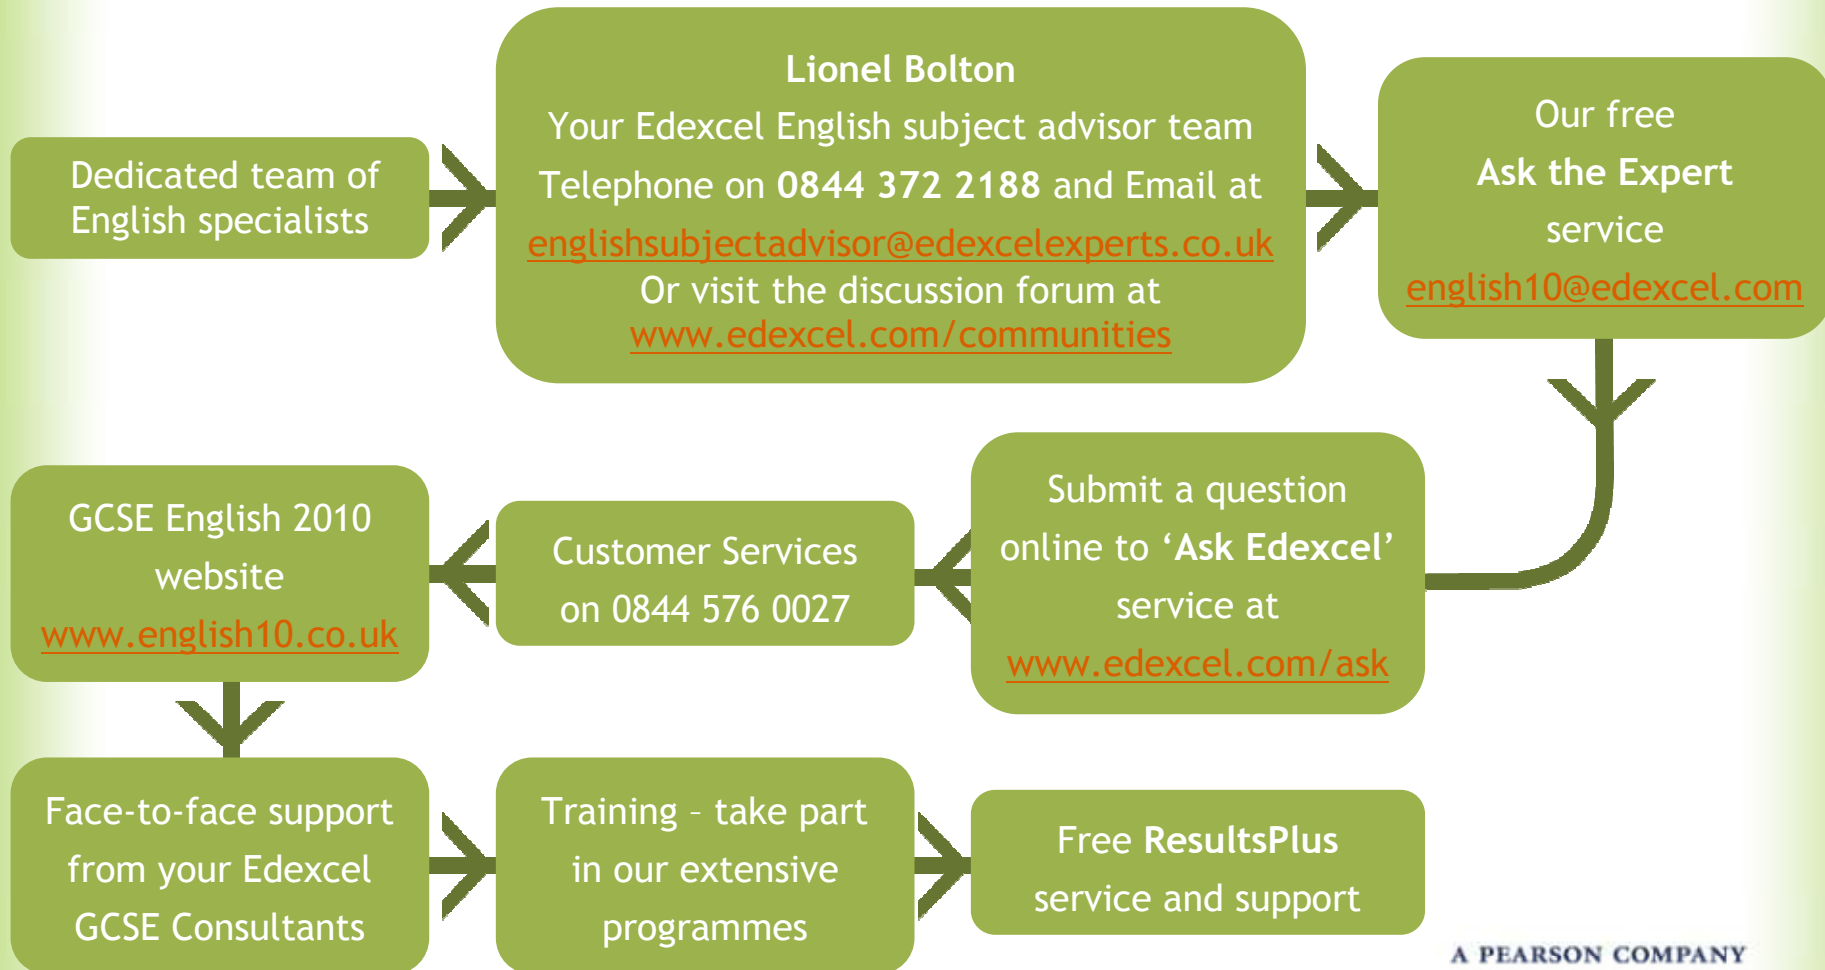 Dedicated team of
English specialists
Lionel Bolton
Your Edexcel English subject advisor team
Telephone on 0844 372 2188 and Email at
englishsubjectadvisor@edexcelexperts.co.uk
Or visit the discussion forum at
www.edexcel.com/communities
Our free
Ask the Expert
service
english10@edexcel.com
Submit a question
online to ‘Ask Edexcel’
service at
www.edexcel.com/ask
Customer Services
on 0844 576 0027
GCSE English 2010
website
www.english10.co.uk
Face-to-face support
from your Edexcel
GCSE Consultants
Training – take part
in our extensive
programmes
Free ResultsPlus
service and support
A PEARSON COMPANY